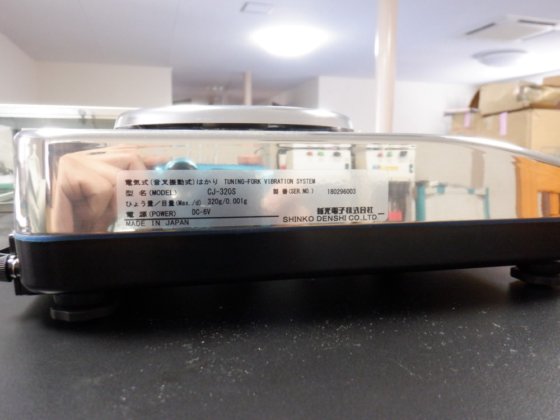 電気式(音叉振動式)はかり TUNING-FORK VIBRATION SYSTEM
型 名(MODEL) CJ-320S 製番(SER.NO.) 180296003
ひょう量/目量(Max./d) 320g/0.001g
電 源(POWER) DC-6V 新光電子株式会社
MADE IN JAPAN SHINKO DENSHI CO.,LTD.